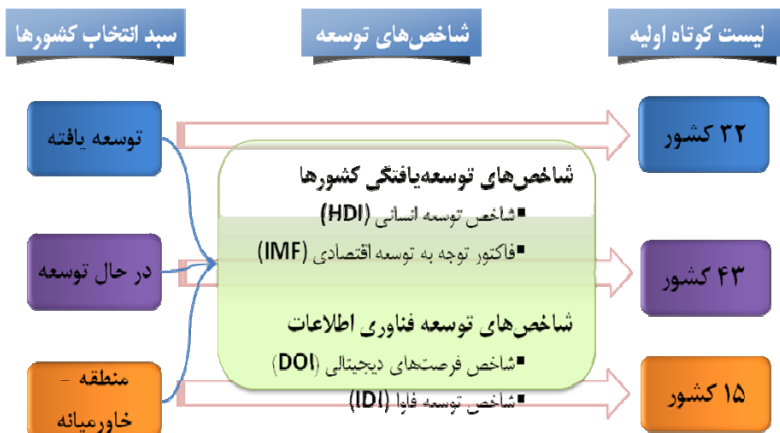 لیست کوتاه اولیه
شاخص‌های توسعه
سبد انتخاب کشورها
۳۲ کشور
توسعه یافته
شاخص‌های توسعه‌یافتگی کشورها
▪شاخص توسعه انسانی (HDI)
▪فاکتور توجه به توسعه اقتصادی (IMF)
۴۳ کشور
در حال توسعه
شاخص‌های توسعه فناوری اطلاعات
▪شاخص فرصت‌های دیجیتالی (DOI)
▪شاخص توسعه فاوا (IDI)
۱۵ کشور
منطقه –
خاورمیانه